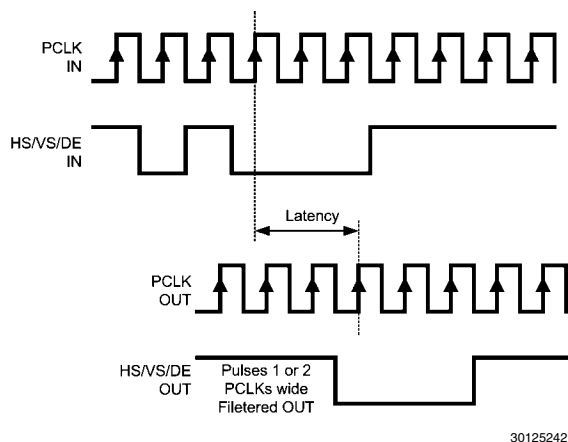 PCLK
IN
HS/VS/DE
IN
Latency
PCLK
OUT
HS/VS/DE
OUT
Pulses 1 or 2
PCLKs wide
Filetered OUT
30125242